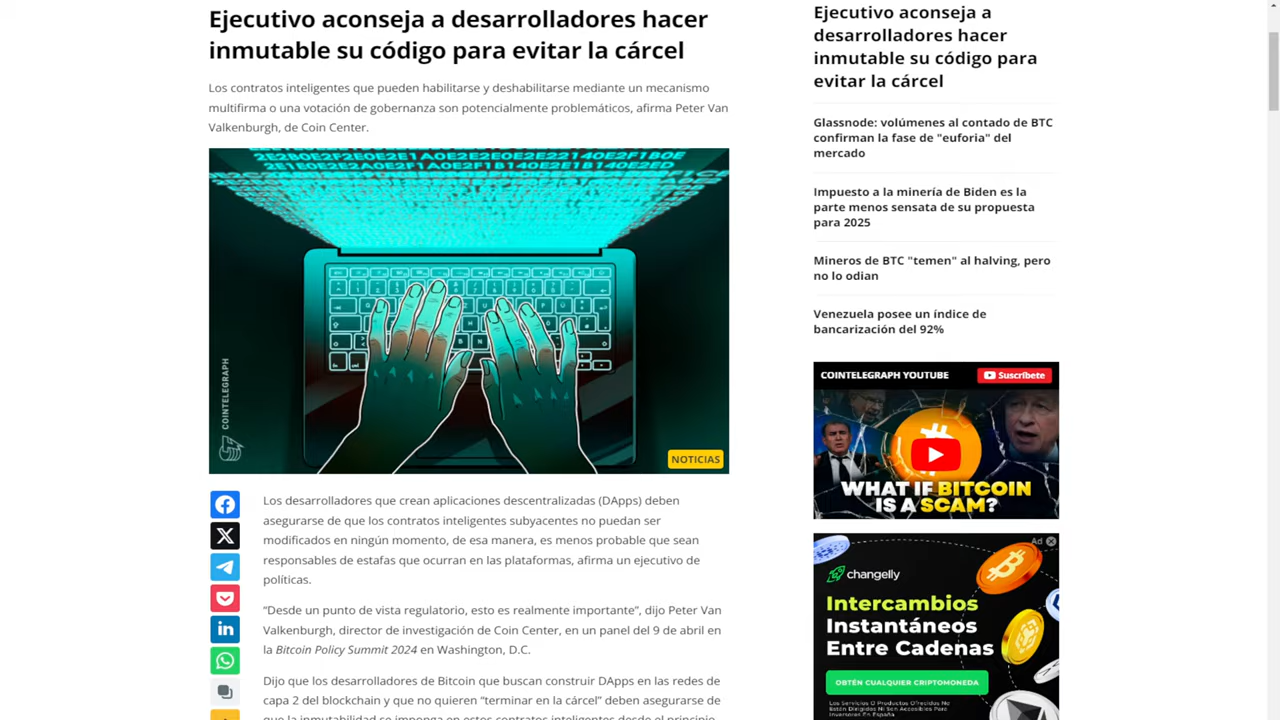 Ejecutivo aconseja a desarrolladores hacer
inmutable su código para evitar la cárcel
Los contratos inteligentes que pueden habilitarse y deshabilitarse mediante un mecanismo
multifirma o una votación de gobernanza son potencialmente problemáticos, afirma Peter Van
Valkenburgh, de Coin Center.
COINTELEGRAPH
NOTICIAS
Los desarrolladores que crean aplicaciones descentralizadas (DApps) deben
asegurarse de que los contratos inteligentes subyacentes no puedan ser
modificados en ningún momento, de esa manera, es menos probable que sean
responsables de estafas que ocurran en las plataformas, afirma un ejecutivo de
políticas.
“Desde un punto de vista regulatorio, esto es realmente importante”, dijo Peter Van
Valkenburgh, director de investigación de Coin Center, en un panel del 9 de abril en
la Bitcoin Policy Summit 2024 en Washington, D.C.
Dijo que los desarrolladores de Bitcoin que buscan construir DApps en las redes de
capa 2 del blockchain y que no quieren “terminar en la cárcel” deben asegurarse de
que la inmutabilidad se imponga en estos contratos inteligentes desde el principio
Ejecutivo aconseja a
desarrolladores hacer
inmutable su código para
evitar la cárcel
Glassnode: volúmenes al contado de BTC
confirman la fase de "euforia" del
mercado
Impuesto a la minería de Biden es la
parte menos sensata de su propuesta
para 2025
Mineros de BTC "temen" al halving, pero
no lo odian
Venezuela posee un índice de
bancarización del 92%
COINTELEGRAPH YOUTUBE
Suscríbete
WHAT IF BITCOIN
IS A SCAM?
Ad
changelly
Intercambios
Instantáneos
Entre Cadenas
OBTÉN CUALQUIER CRIPTOMONEDA
Los Servicios O Productos Ofrecidos No
Están Dirigidos Ni Son Accesibles Para
Inversores En España